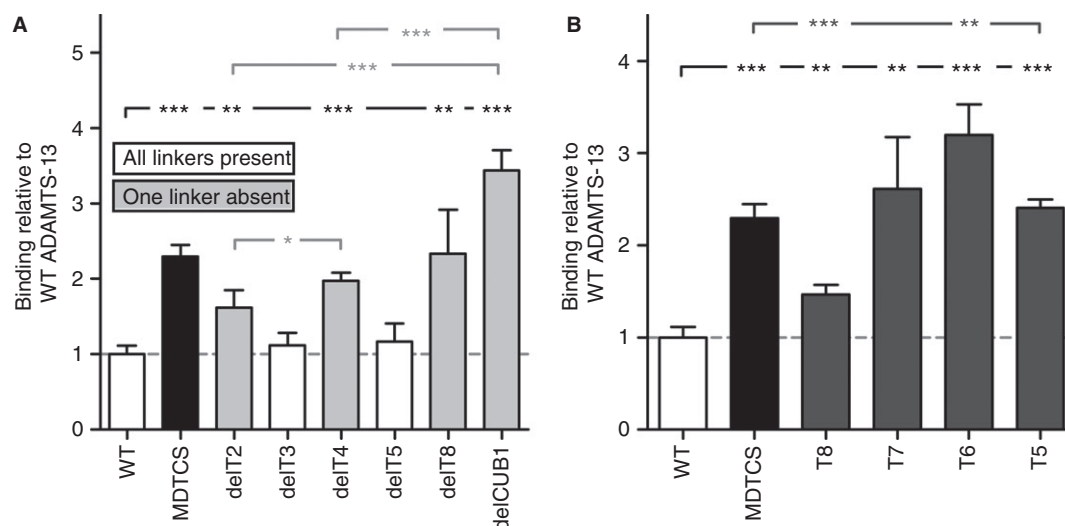 A
Binding relative to
WT ADAMTS-13
5
4
3
2
1
0
***
***
*** ** *** ** ***
All linkers present
One linker absent
*
WT
MDTCS
delT2
delT3
delT4
delT5
delT8
delCUB1
B
Binding relative to
WT ADAMTS-13
4
3
2
1
0
*** **
*** ** ** *** ***
WT
MDTCS
T8
T7
T6
T5